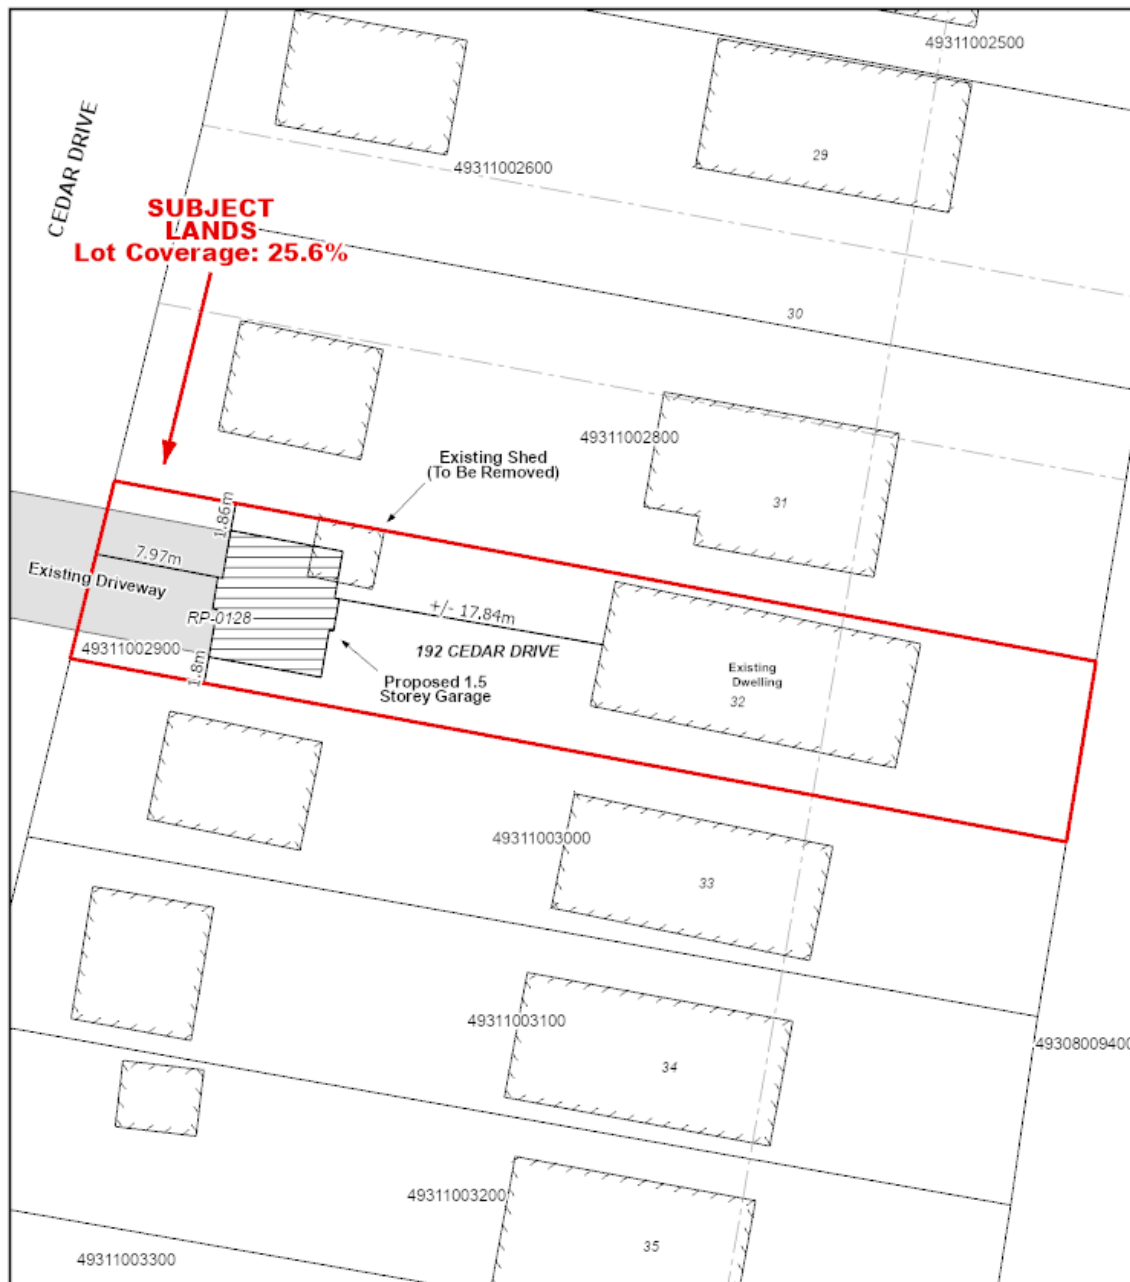 49311002500
CEDAR DRIVE
29
49311002600
SUBJECT
LANDS
Lot Coverage: 25.6%
30
49311002800
Existing Shed
(To Be Removed)
31
1.86m
7.97m
Existing Driveway
RP-0128
+/- 17.84m
49311002900
192 CEDAR DRIVE
1.8m
Proposed 1.5
Storey Garage
Existing
Dwelling
32
49311003000
33
49311003100
34
49308009400
49311003200
35
49311003300